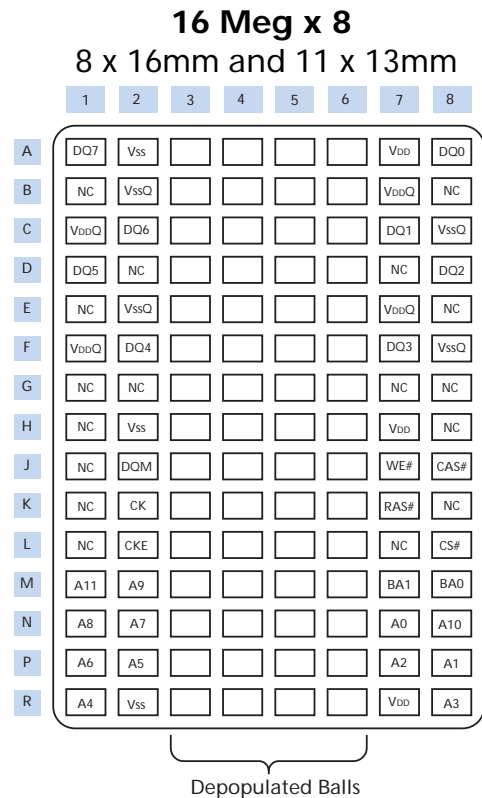 16 Meg x 8
8 x 16mm and 11 x 13mm
1 2 3 4 5 6 7 8
A DQ7 Vss VDD DQ0
B NC VssQ VDDQ NC
C VDDQ DQ6 DQ1 VssQ
D DQ5 NC NC DQ2
E NC VssQ VDDQ NC
F VDDQ DQ4 DQ3 VssQ
G NC NC NC NC
H NC Vss VDD NC
J NC DQM WE# CAS#
K NC CK RAS# NC
L NC CKE NC CS#
M A11 A9 BA1 BA0
N A8 A7 A0 A10
P A6 A5 A2 A1
R A4 Vss VDD A3
Depopulated Balls